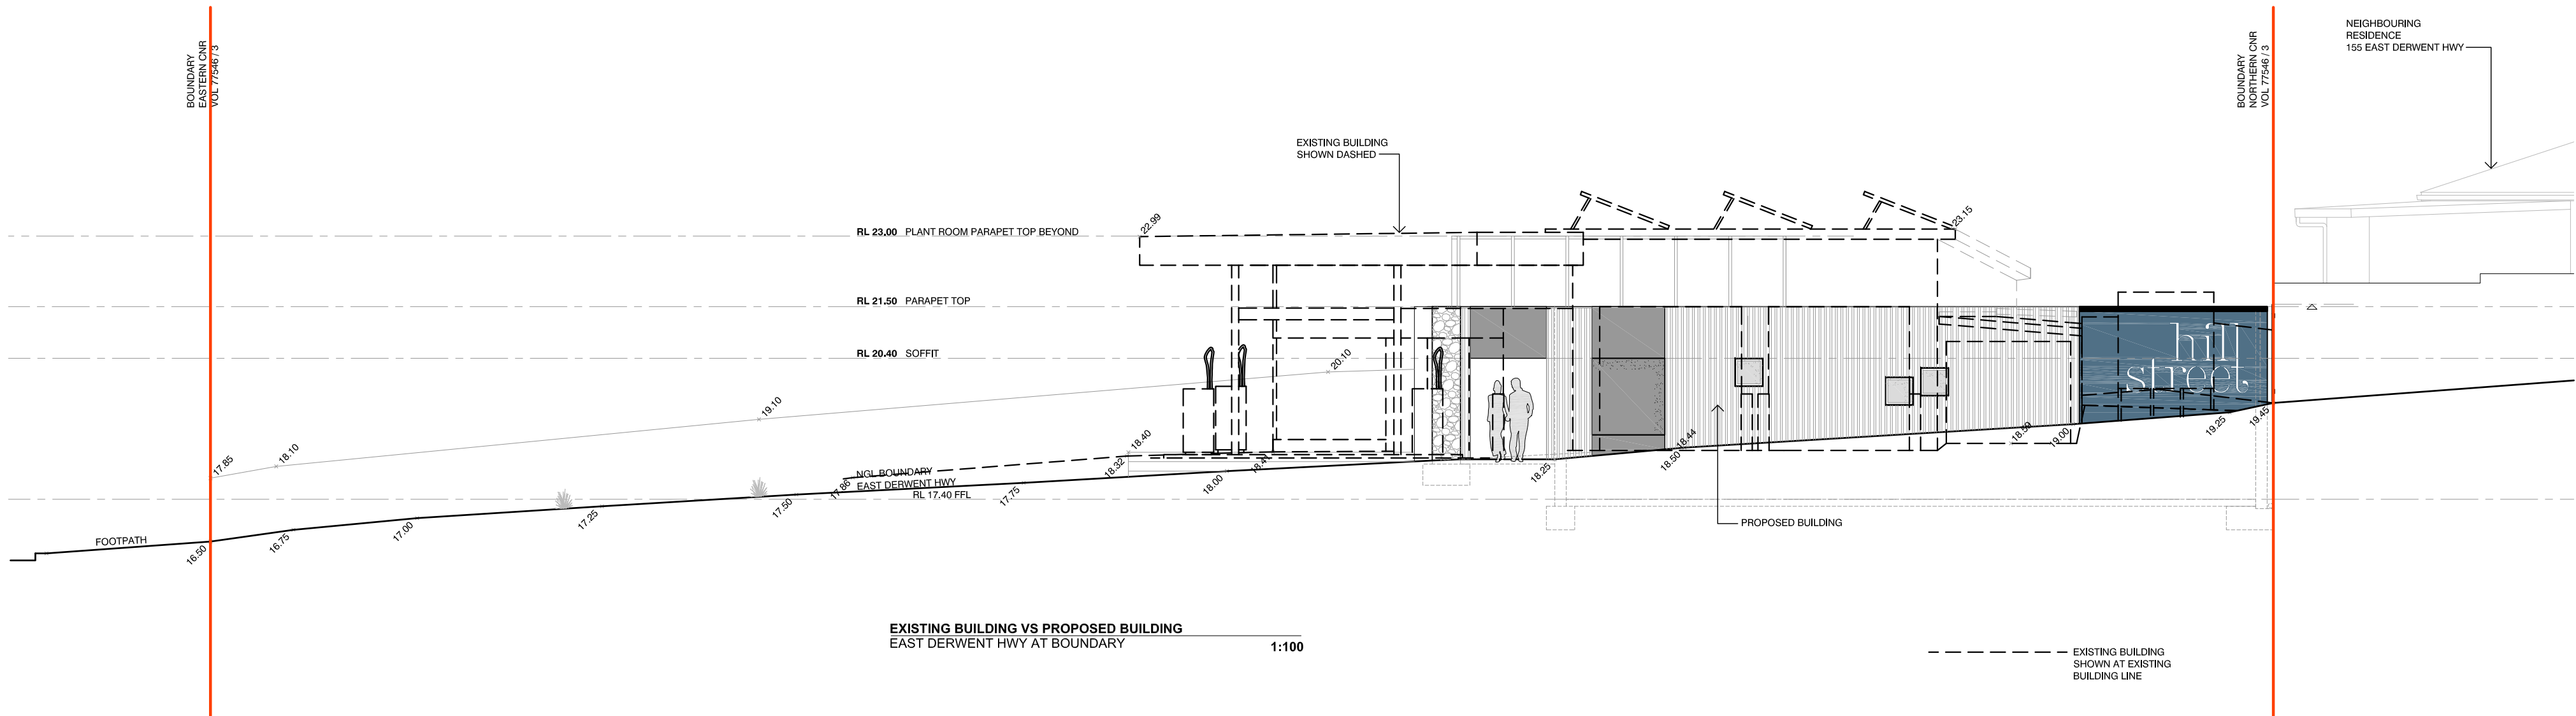 BOUNDARY
EASTERN CNR
VOL 77546 / 3
BOUNDARY
NORTHERN CNR
VOL 77546 / 3
NEIGHBOURING
RESIDENCE
155 EAST DERWENT HWY
EXISTING BUILDING
SHOWN DASHED
RL 23.00 PLANT ROOM PARAPET TOP BEYOND
22.99
23.15
RL 21.50 PARAPET TOP
RL 20.40 SOFFIT
hill
street
20.10
19.10
18.10
17.85
18.40
18.32
NGL BOUNDARY
EAST DERWENT HWY
RL 17.40 FFL
17.86
18.41
18.00
17.75
17.50
17.25
17.00
16.75
16.50
FOOTPATH
18.25
18.50
18.44
18.59
19.00
19.25
19.45
PROPOSED BUILDING
EXISTING BUILDING VS PROPOSED BUILDING
EAST DERWENT HWY AT BOUNDARY 1:100
EXISTING BUILDING
SHOWN AT EXISTING
BUILDING LINE